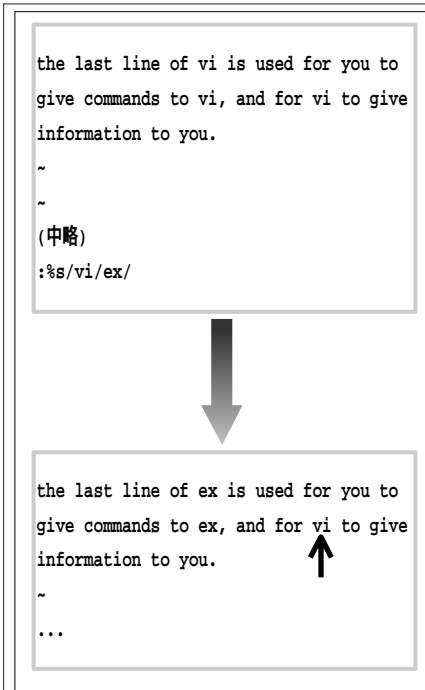 the last line of vi is used for you to
give commands to vi, and for vi to give
information to you.
~
~
(中略)
:%s/vi/ex/
the last line of ex is used for you to
give commands to ex, and for vi to give
information to you.
~
...